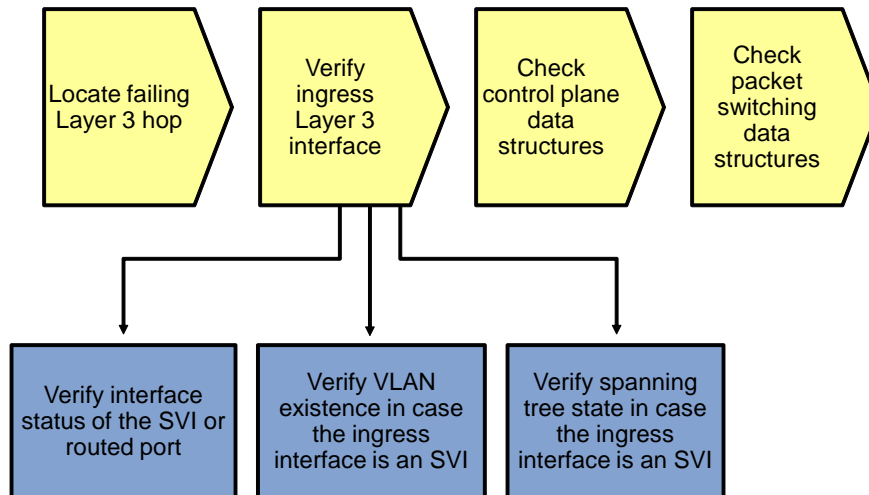 Locate failing
Layer 3 hop
Verify
ingress
Layer 3
interface
Check
control plane
data
structures
Check
packet
switching
data
structures
Verify interface
status of the SVI or
routed port
Verify VLAN
existence in case
the ingress
interface is an SVI
Verify spanning
tree state in case
the ingress
interface is an SVI